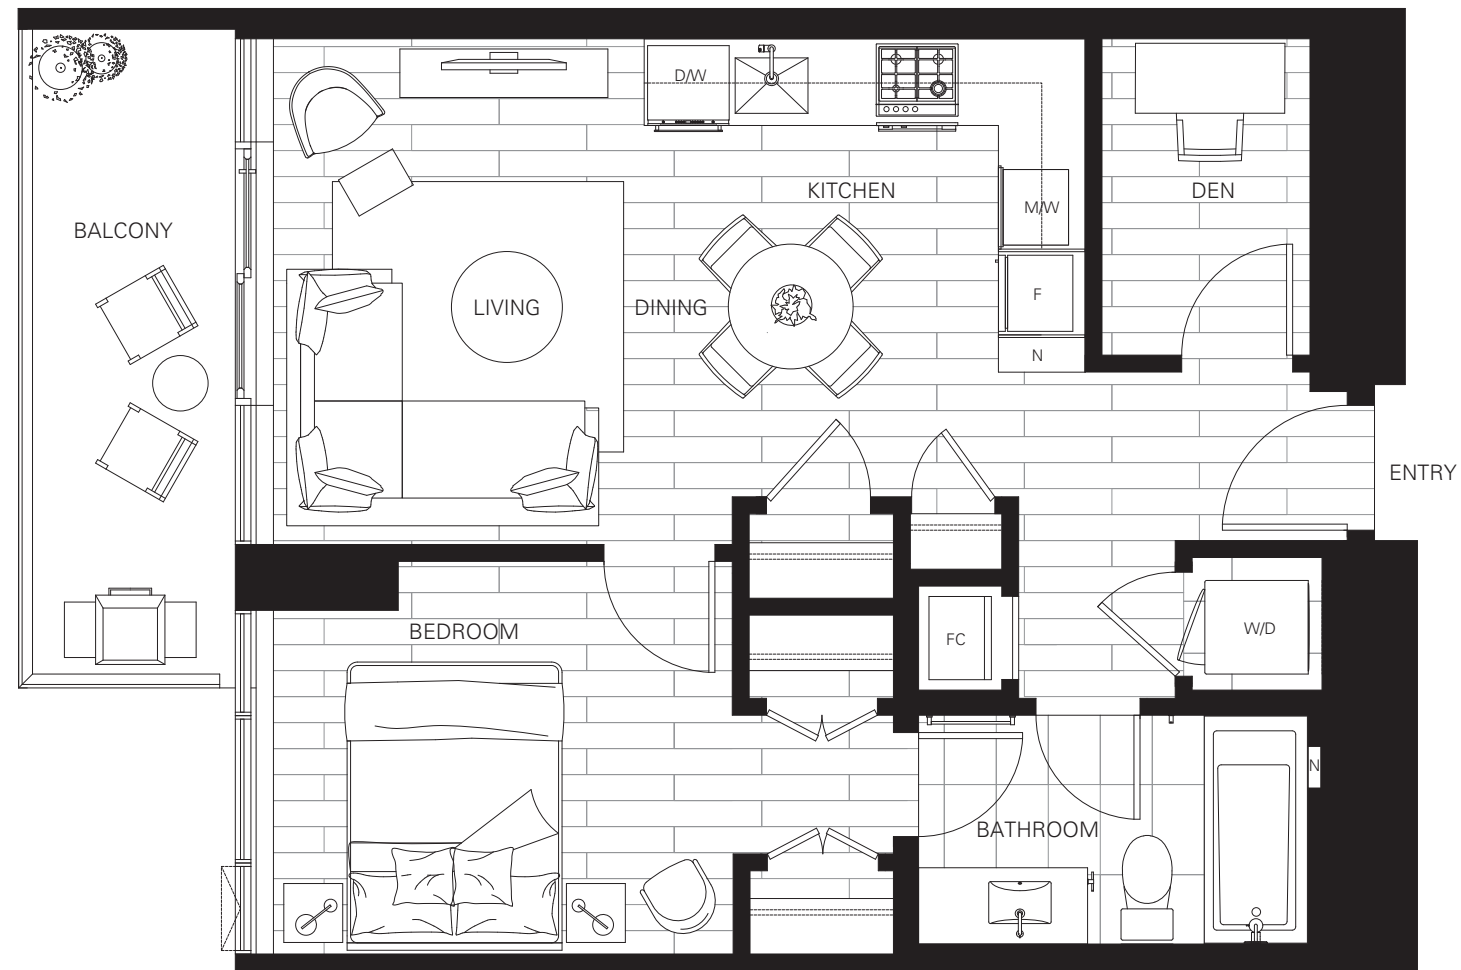 D/W
KITCHEN
DEN
M/W
BALCONY
F
LIVING
DINING
N
ENTRY
BEDROOM
FC
W/D
N
BATHROOM